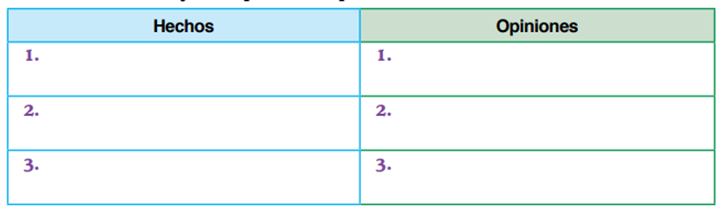 Hechos Opiniones
1. 1.
2. 2.
3. 3.